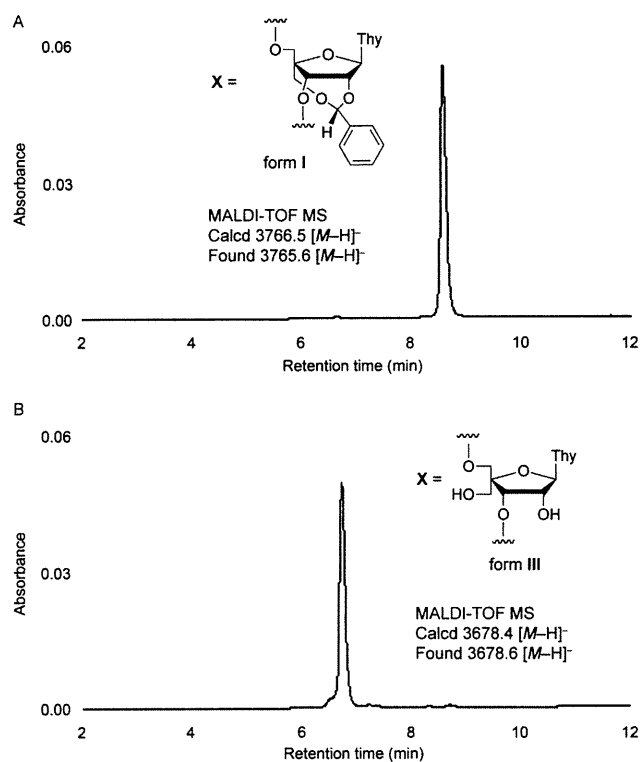 A
0.06
0.03
0.00
Absorbance
X =
O
O
Thy
O
O
O
H
form I
MALDI-TOF MS
Calcd 3766.5 [M–H]⁻
Found 3765.6 [M–H]⁻
2
4
6
8
10
12
Retention time (min)
B
0.06
0.03
0.00
Absorbance
X =
O
O
Thy
HO
O
OH
form III
MALDI-TOF MS
Calcd 3678.4 [M–H]⁻
Found 3678.6 [M–H]⁻
2
4
6
8
10
12
Retention time (min)